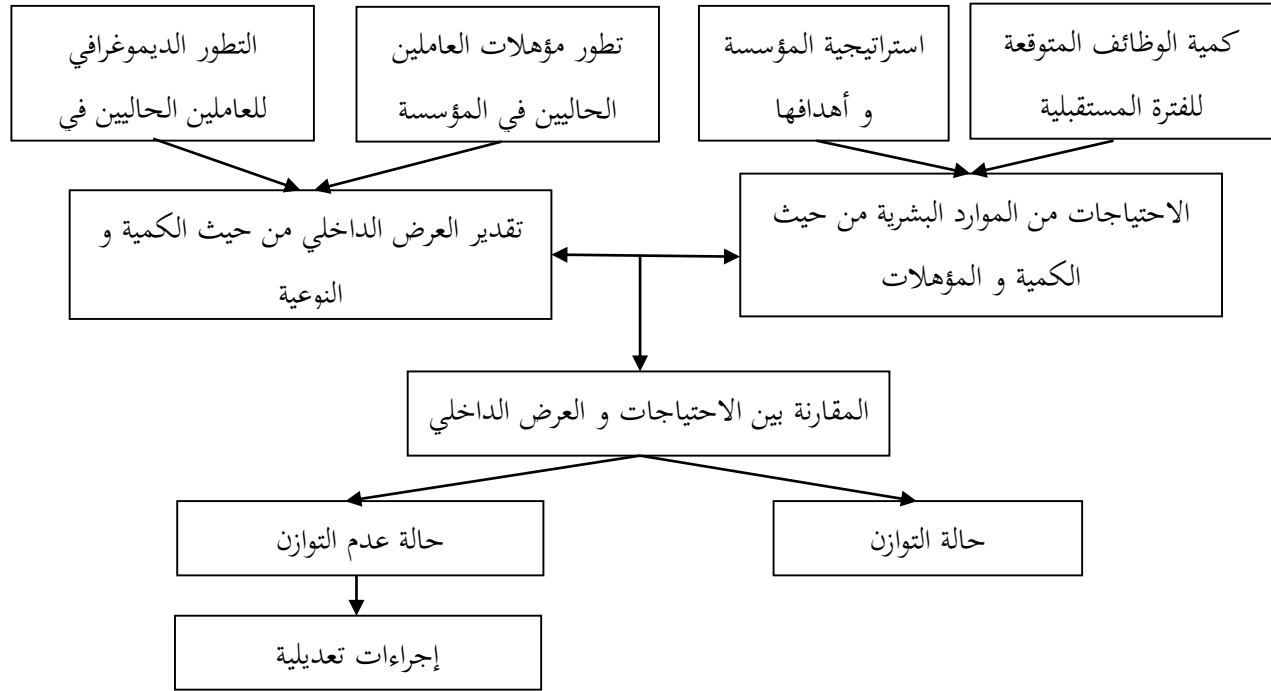 كمية الوظائف المتوقعة
للفترة المستقبلية
استراتيجية المؤسسة
و أهدافها
تطور مؤهلات العاملين
الحاليين في المؤسسة
التطور الديموغرافي
للعاملين الحاليين في
الاحتياجات من الموارد البشرية من حيث
الكمية و المؤهلات
تقدير العرض الداخلي من حيث الكمية و
النوعية
المقارنة بين الاحتياجات و العرض الداخلي
حالة التوازن
حالة عدم التوازن
إجراءات تعديلية